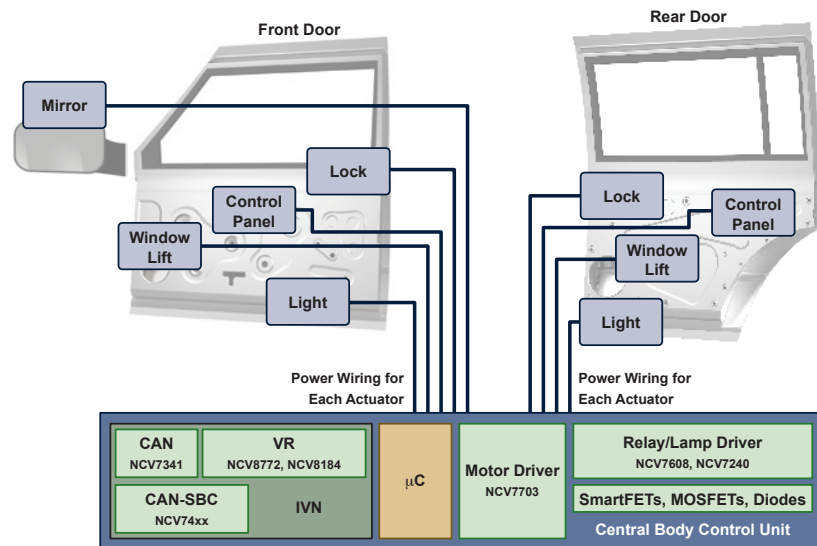 Front Door
Rear Door
Mirror
Lock
Control
Panel
Window
Lift
Light
Lock
Control
Panel
Window
Lift
Light
Power Wiring for
Each Actuator
Power Wiring for
Each Actuator
CAN
NCV7341
VR
NCV8772, NCV8184
CAN-SBC
NCV74xx
IVN
µC
Motor Driver
NCV7703
Relay/Lamp Driver
NCV7608, NCV7240
SmartFETs, MOSFETs, Diodes
Central Body Control Unit